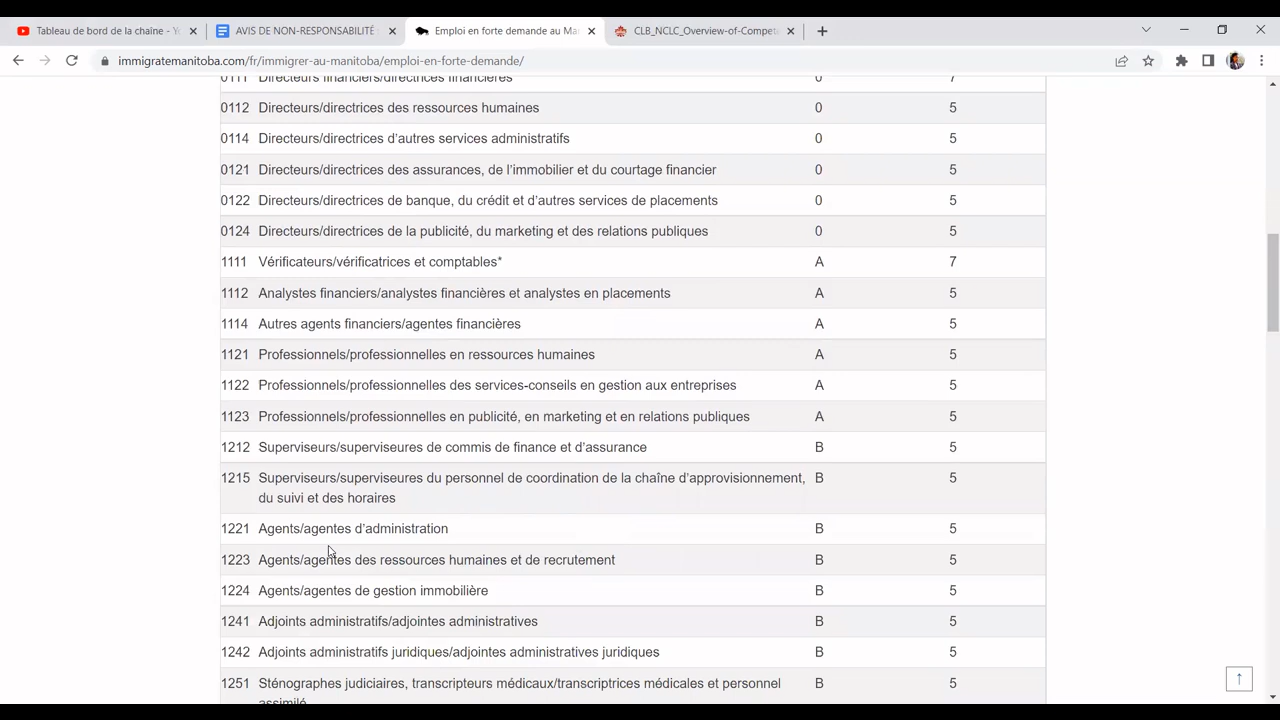 Tableau de bord de la chaîne - Y
AVIS DE NON-RESPONSABILITÉ
Emploi en forte demande au Ma
CLB_NCLC_Overview-of-Compet
immigratemanitoba.com/fr/immigrer-au-manitoba/emploi-en-forte-demande/
0111 Directeurs financiers/directrices financières 0 7
0112 Directeurs/directrices des ressources humaines 0 5
0114 Directeurs/directrices d'autres services administratifs 0 5
0121 Directeurs/directrices des assurances, de l'immobilier et du courtage financier 0 5
0122 Directeurs/directrices de banque, du crédit et d'autres services de placements 0 5
0124 Directeurs/directrices de la publicité, du marketing et des relations publiques 0 5
1111 Vérificateurs/vérificatrices et comptables* A 7
1112 Analystes financiers/analystes financières et analystes en placements A 5
1114 Autres agents financiers/agentes financières A 5
1121 Professionnels/professionnelles en ressources humaines A 5
1122 Professionnels/professionnelles des services-conseils en gestion aux entreprises A 5
1123 Professionnels/professionnelles en publicité, en marketing et en relations publiques A 5
1212 Superviseurs/superviseures de commis de finance et d'assurance B 5
1215 Superviseurs/superviseures du personnel de coordination de la chaîne d'approvisionnement, B 5
du suivi et des horaires
1221 Agents/agentes d'administration B 5
1223 Agents/agentes des ressources humaines et de recrutement B 5
1224 Agents/agentes de gestion immobilière B 5
1241 Adjoints administratifs/adjointes administratives B 5
1242 Adjoints administratifs juridiques/adjointes administratives juridiques B 5
1251 Sténographes judiciaires, transcripteurs médicaux/transcriptrices médicales et personnel B 5
assimilé